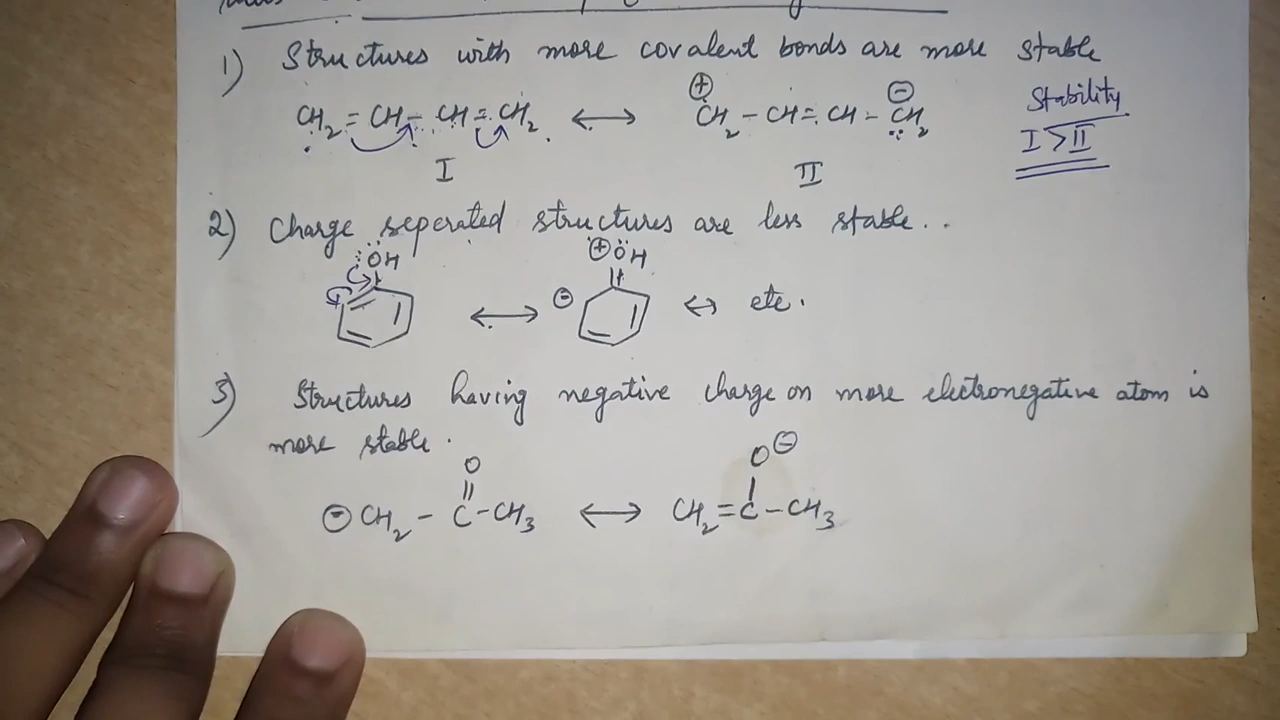 1) Structures with more covalent bonds are more stable
CH2 = CH - CH = CH2 ↔ ⊕CH2 - CH = CH - CH2⊖
Stability
I > II
I II
2) Charge seperated structures are less stable..
OH ↔ ⊕ OH ⊖ ↔ etc.
3) Structures having negative charge on more electronegative atom is
more stable.
O O⊖
⊖ CH2 - C - CH3 ↔ CH2 = C - CH3